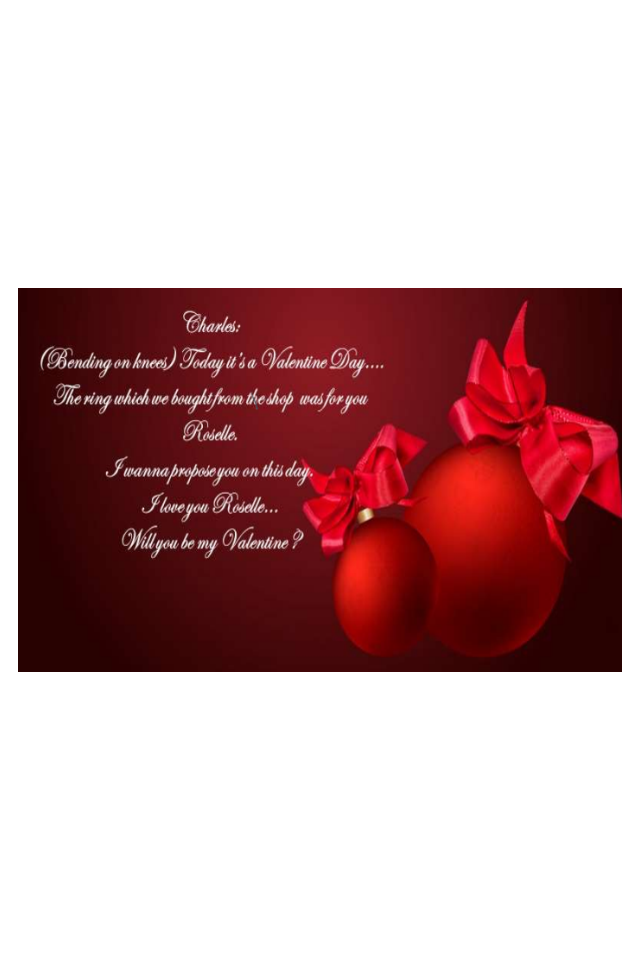 Charles:
(Bending on knees) Today it's a Valentine Day....
The ring which we bought from the shop was for you
Roselle.
I wanna propose you on this day.
I love you Roselle...
Will you be my Valentine ?